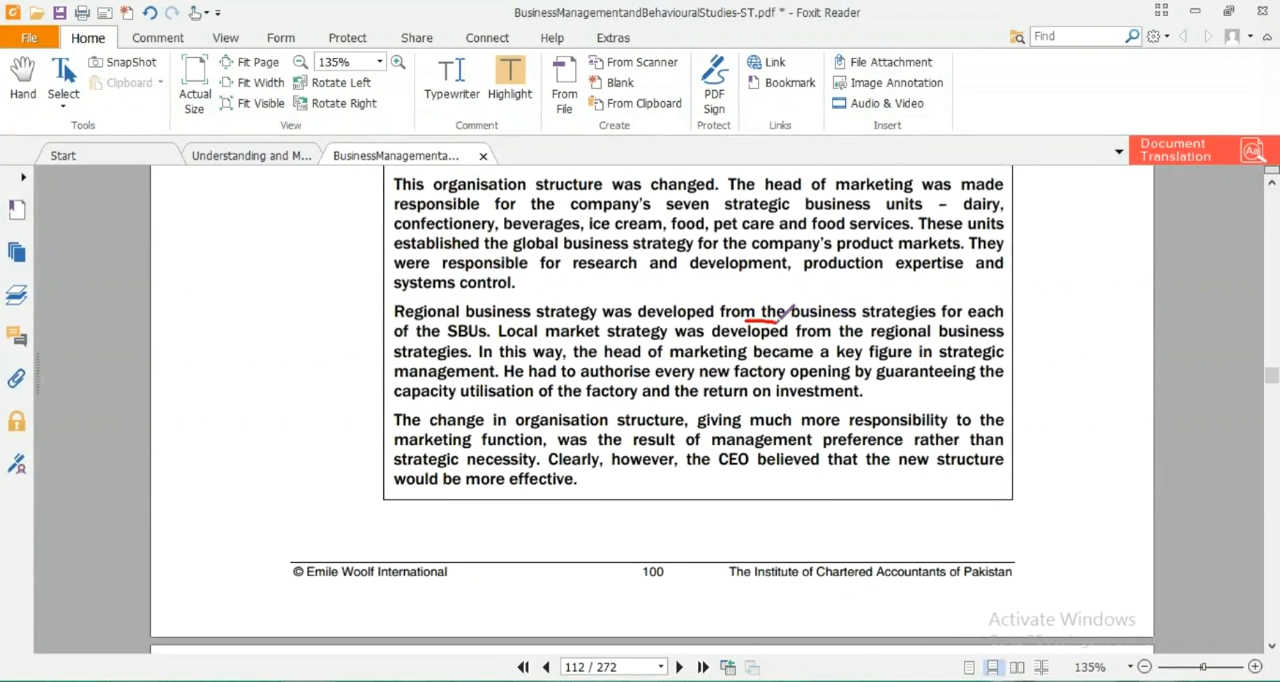 BusinessManagementandBehaviouralStudies-ST.pdf * - Foxit Reader
File Home Comment View Form Protect Share Connect Help Extras
Find
Hand
Select
SnapShot
Clipboard
Tools
Actual
Size
Fit Page
Fit Width
Fit Visible
135%
Rotate Left
Rotate Right
View
Typewriter
Highlight
Comment
From
File
From Scanner
Blank
From Clipboard
Create
PDF
Sign
Protect
Link
Bookmark
Links
File Attachment
Image Annotation
Audio & Video
Insert
Start
Understanding and M...
BusinessManagementa...
Document
Translation
This organisation structure was changed. The head of marketing was made
responsible for the company's seven strategic business units – dairy,
confectionery, beverages, ice cream, food, pet care and food services. These units
established the global business strategy for the company's product markets. They
were responsible for research and development, production expertise and
systems control.
Regional business strategy was developed from the business strategies for each
of the SBUs. Local market strategy was developed from the regional business
strategies. In this way, the head of marketing became a key figure in strategic
management. He had to authorise every new factory opening by guaranteeing the
capacity utilisation of the factory and the return on investment.
The change in organisation structure, giving much more responsibility to the
marketing function, was the result of management preference rather than
strategic necessity. Clearly, however, the CEO believed that the new structure
would be more effective.
© Emile Woolf International 100 The Institute of Chartered Accountants of Pakistan
Activate Windows
112 / 272
135%